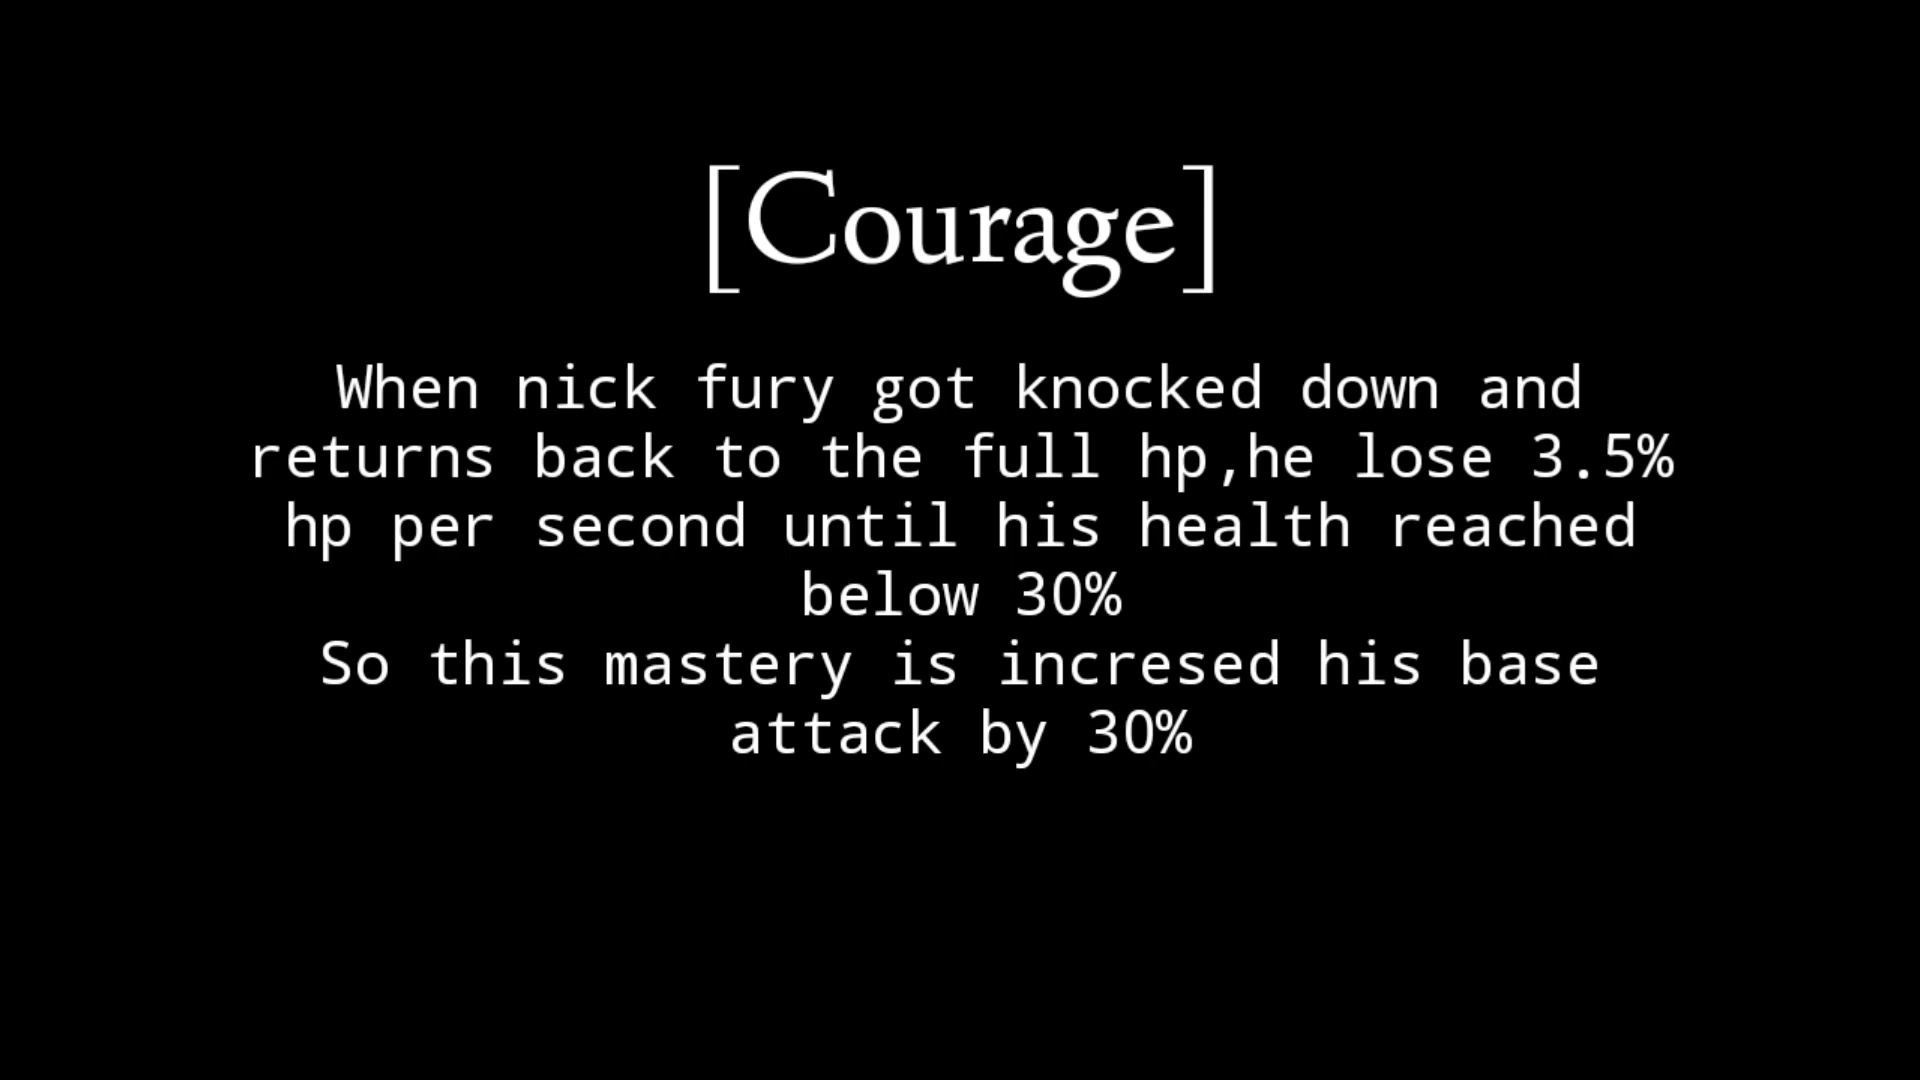 [Courage]
When nick fury got knocked down and
returns back to the full hp,he lose 3.5%
hp per second until his health reached
below 30%
So this mastery is incresed his base
attack by 30%